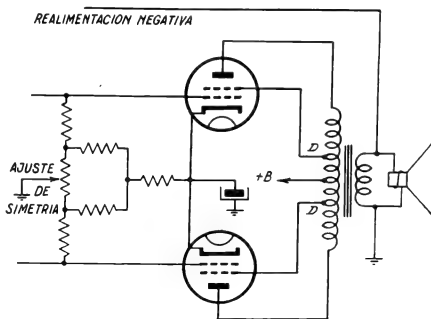 REALIMENTACION NEGATIVA
D
AJUSTE
+B
DE
D
SIMETRIA